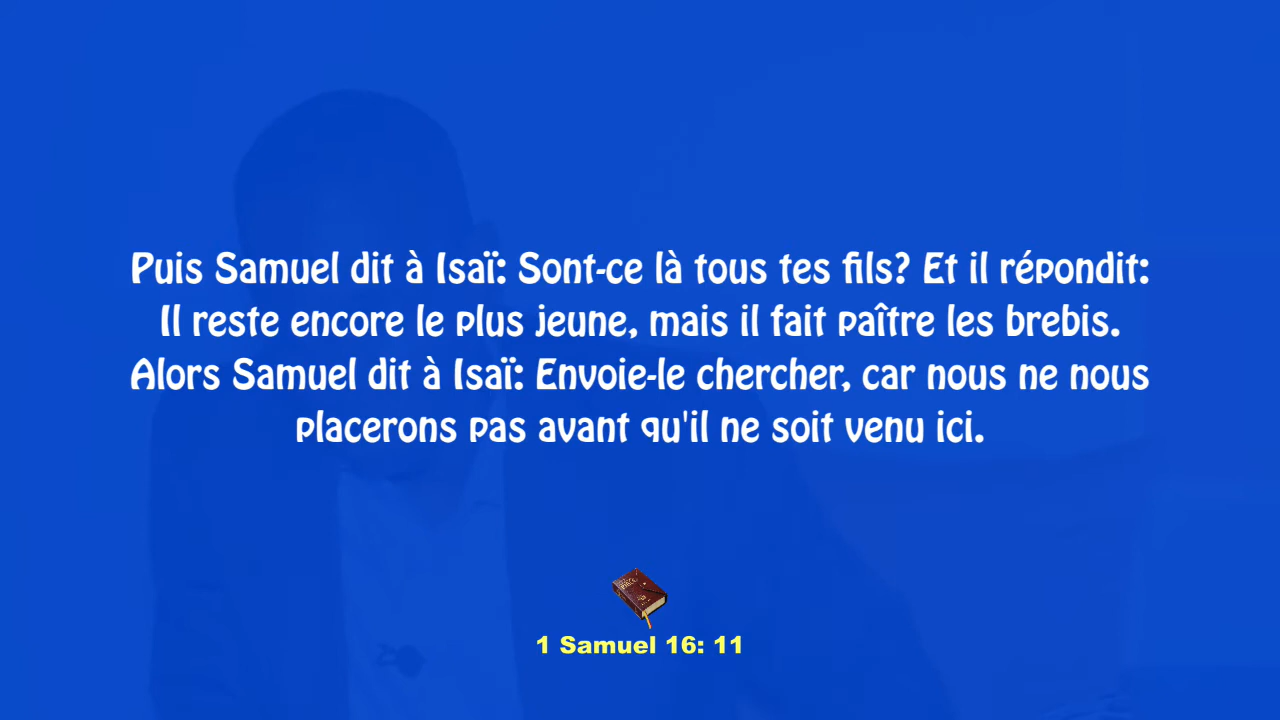 Puis Samuel dit à Isaï: Sont-ce là tous tes fils? Et il répondit:
Il reste encore le plus jeune, mais il fait paître les brebis.
Alors Samuel dit à Isaï: Envoie-le chercher, car nous ne nous
placerons pas avant qu'il ne soit venu ici.
1 Samuel 16: 11